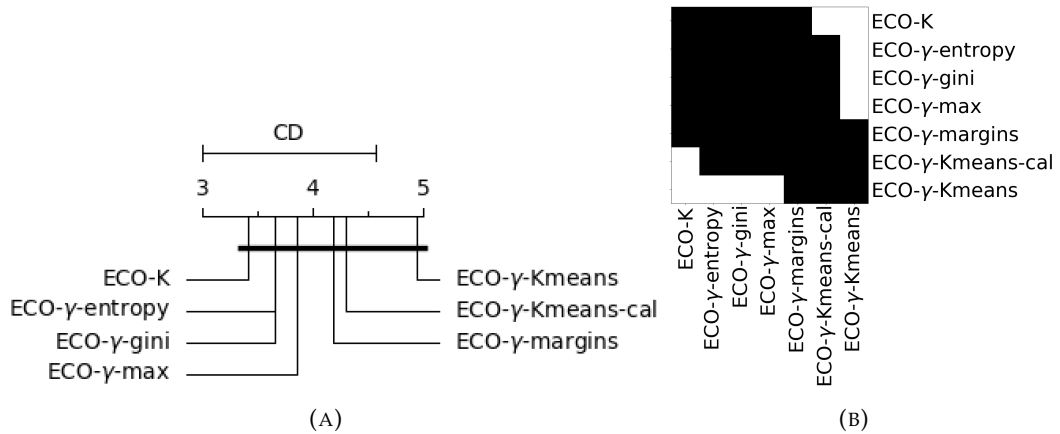 CD
3 4 5
ECO-K
ECO-γ-entropy
ECO-γ-gini
ECO-γ-max
ECO-γ-Kmeans
ECO-γ-Kmeans-cal
ECO-γ-margins
(A)
ECO-K
ECO-γ-entropy
ECO-γ-gini
ECO-γ-max
ECO-γ-margins
ECO-γ-Kmeans-cal
ECO-γ-Kmeans
ECO-K
ECO-γ-entropy
ECO-γ-gini
ECO-γ-max
ECO-γ-margins
ECO-γ-Kmeans-cal
ECO-γ-Kmeans
(B)